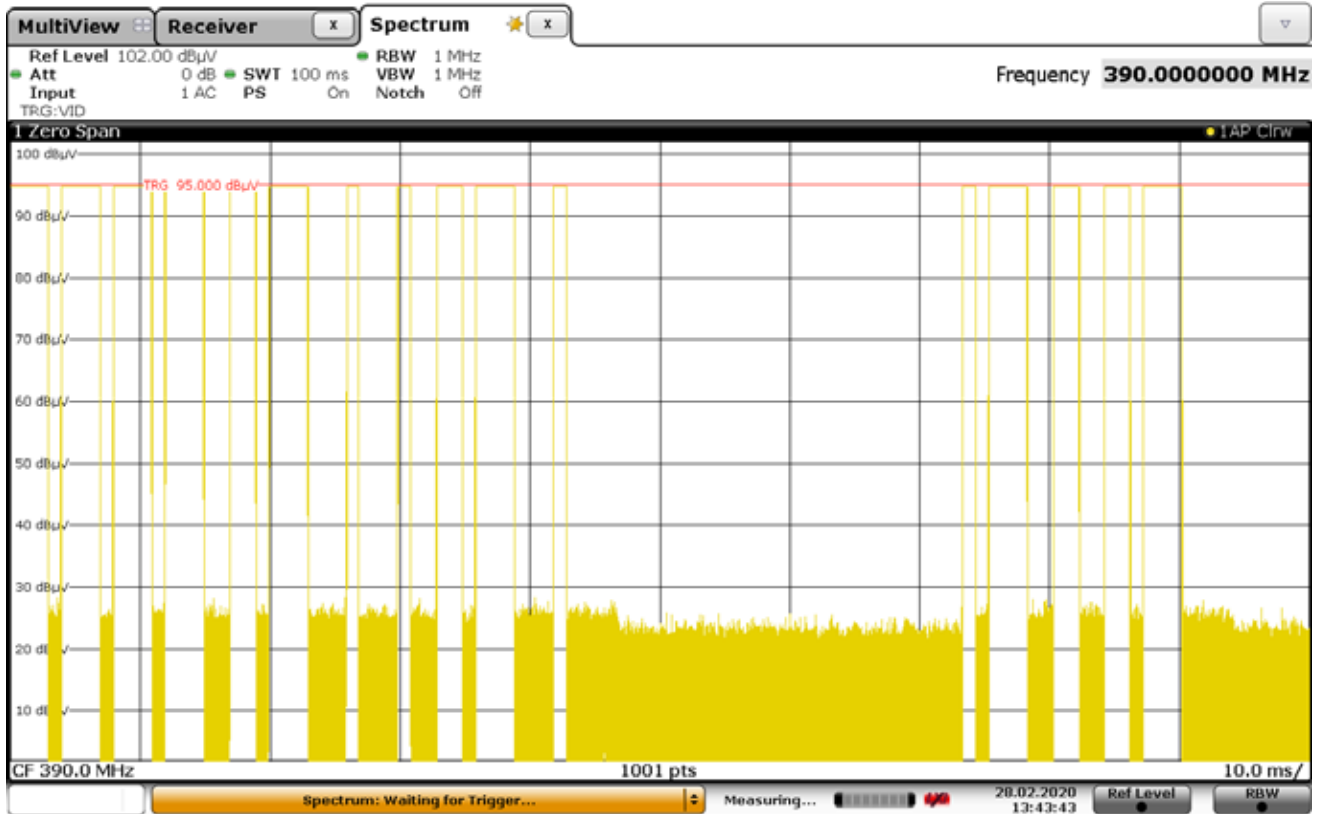 MultiView Receiver x Spectrum x
Ref Level 102.00 dBµV RBW 1 MHz
Att 0 dB SWT 100 ms VBW 1 MHz Frequency 390.0000000 MHz
Input 1 AC PS On Notch Off
TRG:VID
1 Zero Span 1AP Clrw
100 dBµV
TRG 95.000 dBµV
90 dBµV
80 dBµV
70 dBµV
60 dBµV
50 dBµV
40 dBµV
30 dBµV
20 dBµV
10 dBµV
CF 390.0 MHz 1001 pts 10.0 ms/
Spectrum: Waiting for Trigger... Measuring... 28.02.2020 Ref Level RBW
13:43:43